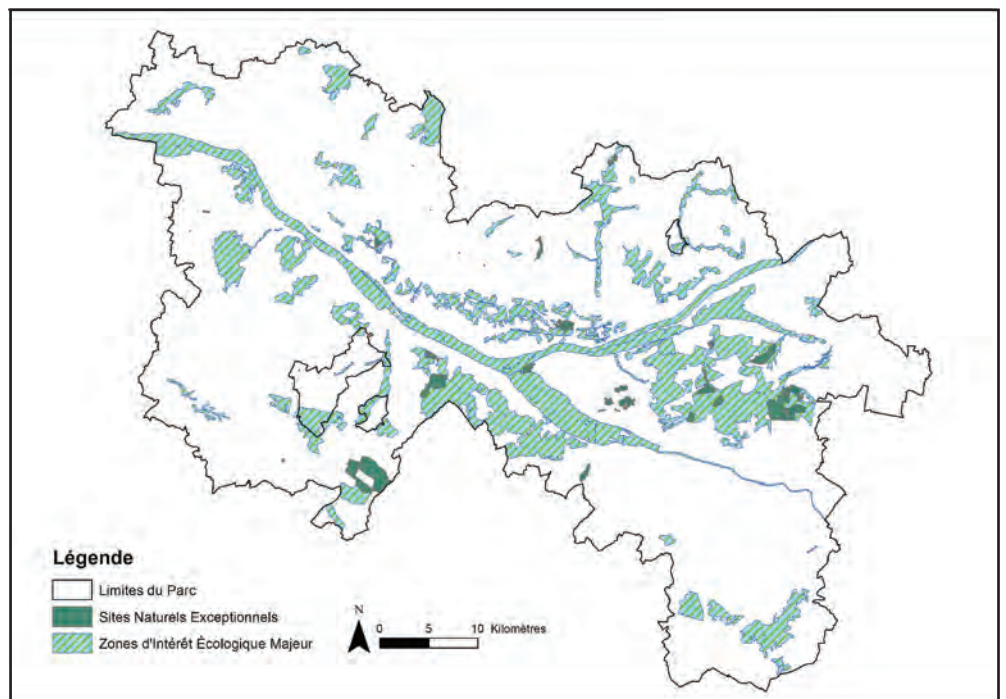 Légende
Limites du Parc
Sites Naturels Exceptionnels
Zones d'Intérêt Écologique Majeur
N
0 5 10 Kilomètres